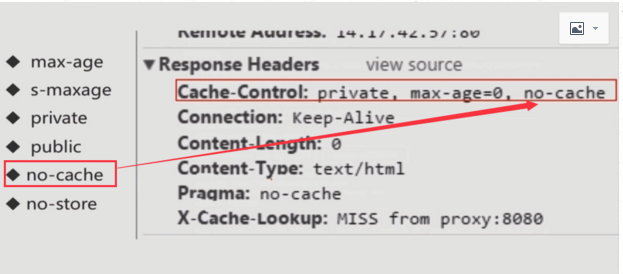 max-age
s-maxage
private
public
no-cache
no-store
Remote Address: 14.17.42.57:80
Response Headers view source
Cache-Control: private, max-age=0, no-cache
Connection: Keep-Alive
Content-Length: 0
Content-Type: text/html
Pragma: no-cache
X-Cache-Lookup: MISS from proxy:8080